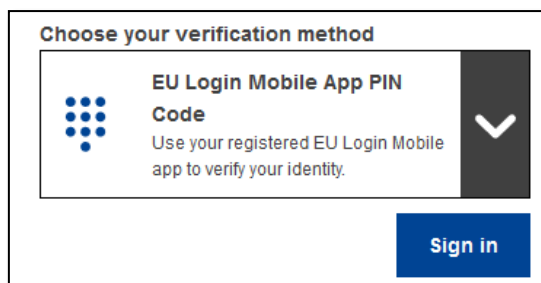 Choose your verification method
EU Login Mobile App PIN
Code
Use your registered EU Login Mobile
app to verify your identity.
Sign in